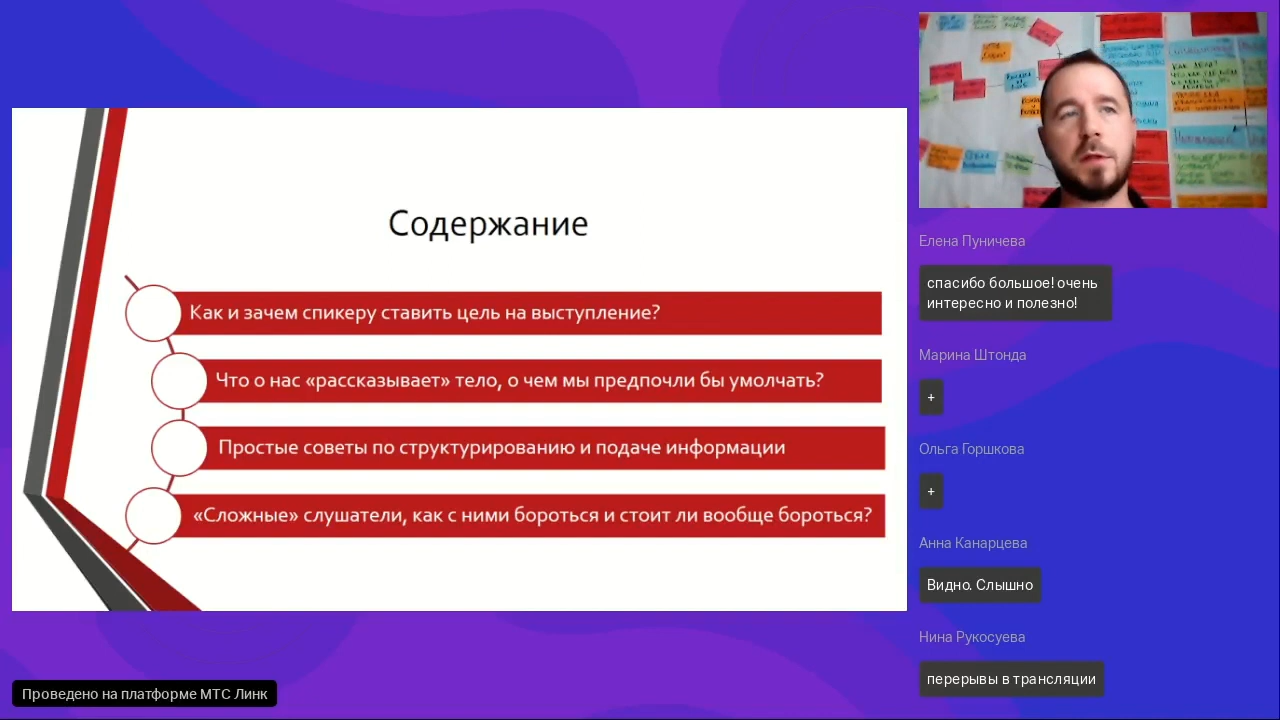 Содержание
Как и зачем спикеру ставить цель на выступление?
Что о нас «рассказывает» тело, о чем мы предпочли бы умолчать?
Простые советы по структурированию и подаче информации
«Сложные» слушатели, как с ними бороться и стоит ли вообще бороться?
Елена Пуничева
спасибо большое! очень
интересно и полезно!
Марина Штонда
+
Ольга Горшкова
+
Анна Канарцева
Видно. Слышно
Нина Рукосуева
перерывы в трансляции
Проведено на платформе МТС Линк